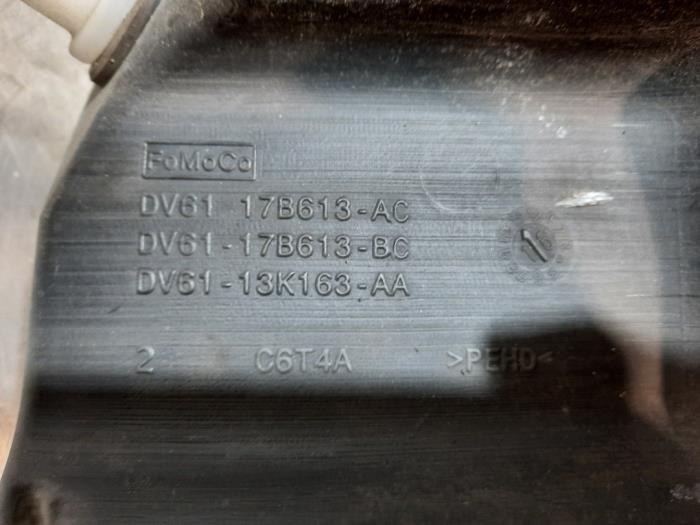 FoMoCo
DV61 17B613-AC
DV61-17B613-BC
DV61-13K163-AA
2 C6T4A >PEHD<